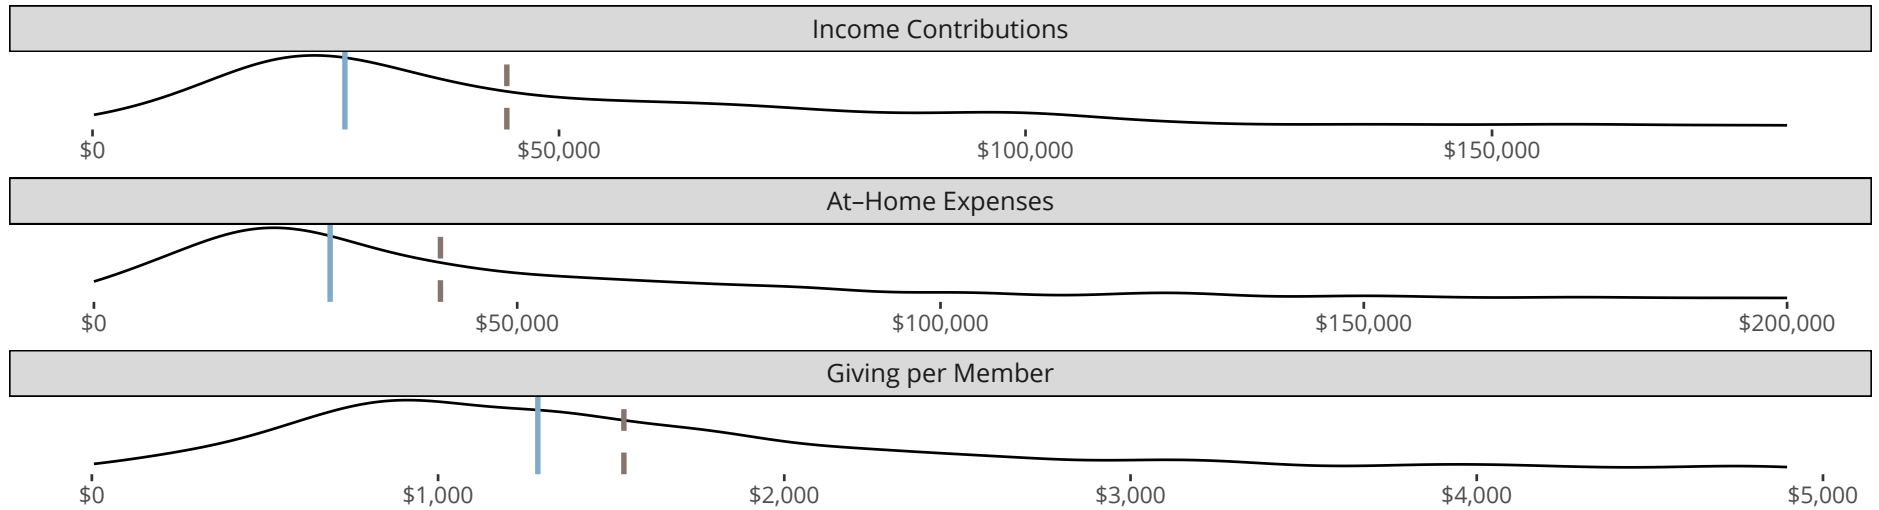 Income Contributions
$0 $50,000 $100,000 $150,000
At–Home Expenses
$0 $50,000 $100,000 $150,000 $200,000
Giving per Member
$0 $1,000 $2,000 $3,000 $4,000 $5,000